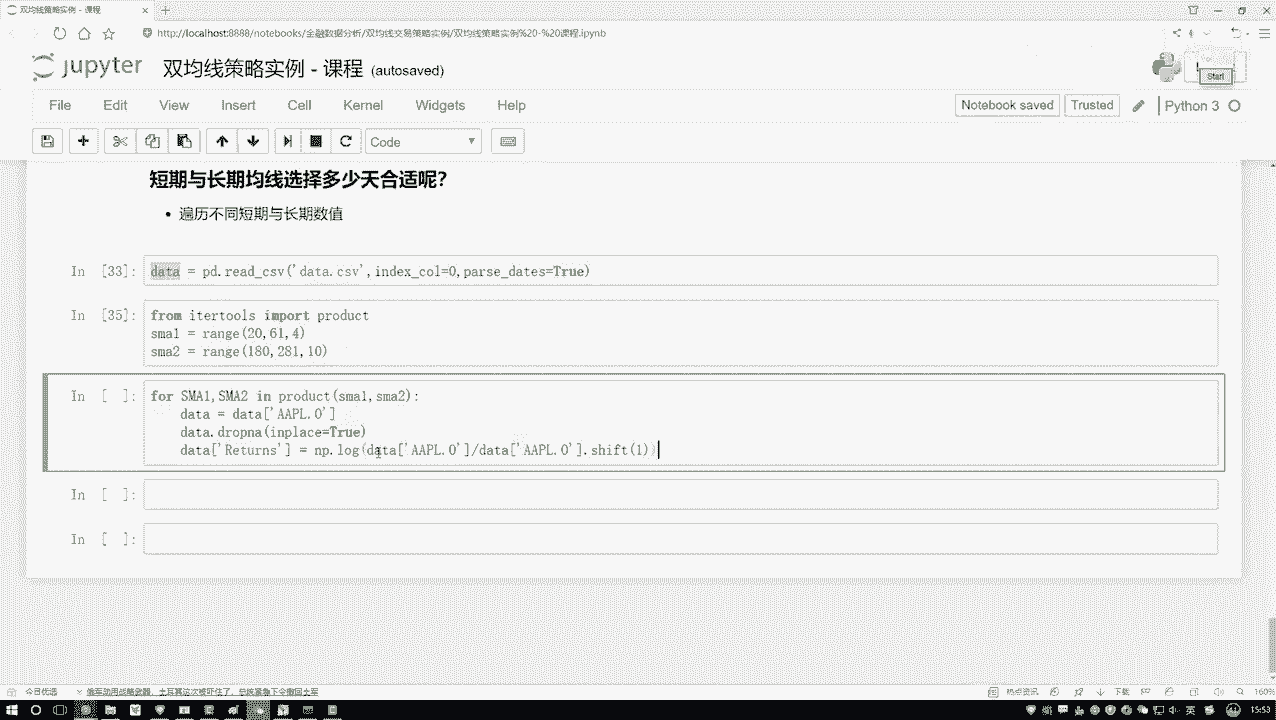 双均线策略实例 - 课程
http://localhost:8888/notebooks/金融数据分析/双均线交易策略实例/双均线策略实例%20-%20课程.ipynb
jupyter 双均线策略实例 - 课程 (autosaved)
Start
File Edit View Insert Cell Kernel Widgets Help
Notebook saved Trusted Python 3
Code
短期与长期均线选择多少天合适呢?
• 遍历不同短期与长期数值
In [33]: data = pd.read_csv('data.csv',index_col=0,parse_dates=True)
In [35]: from itertools import product
sma1 = range(20,61,4)
sma2 = range(180,281,10)
In [ ]: for SMA1,SMA2 in product(sma1,sma2):
data = data['AAPL.O']
data.dropna(inplace=True)
data['Returns'] = np.log(data['AAPL.O']/data['AAPL.O'].shift(1))
In [ ]:
In [ ]:
今日优选
热点资讯 下载 160%
15:53